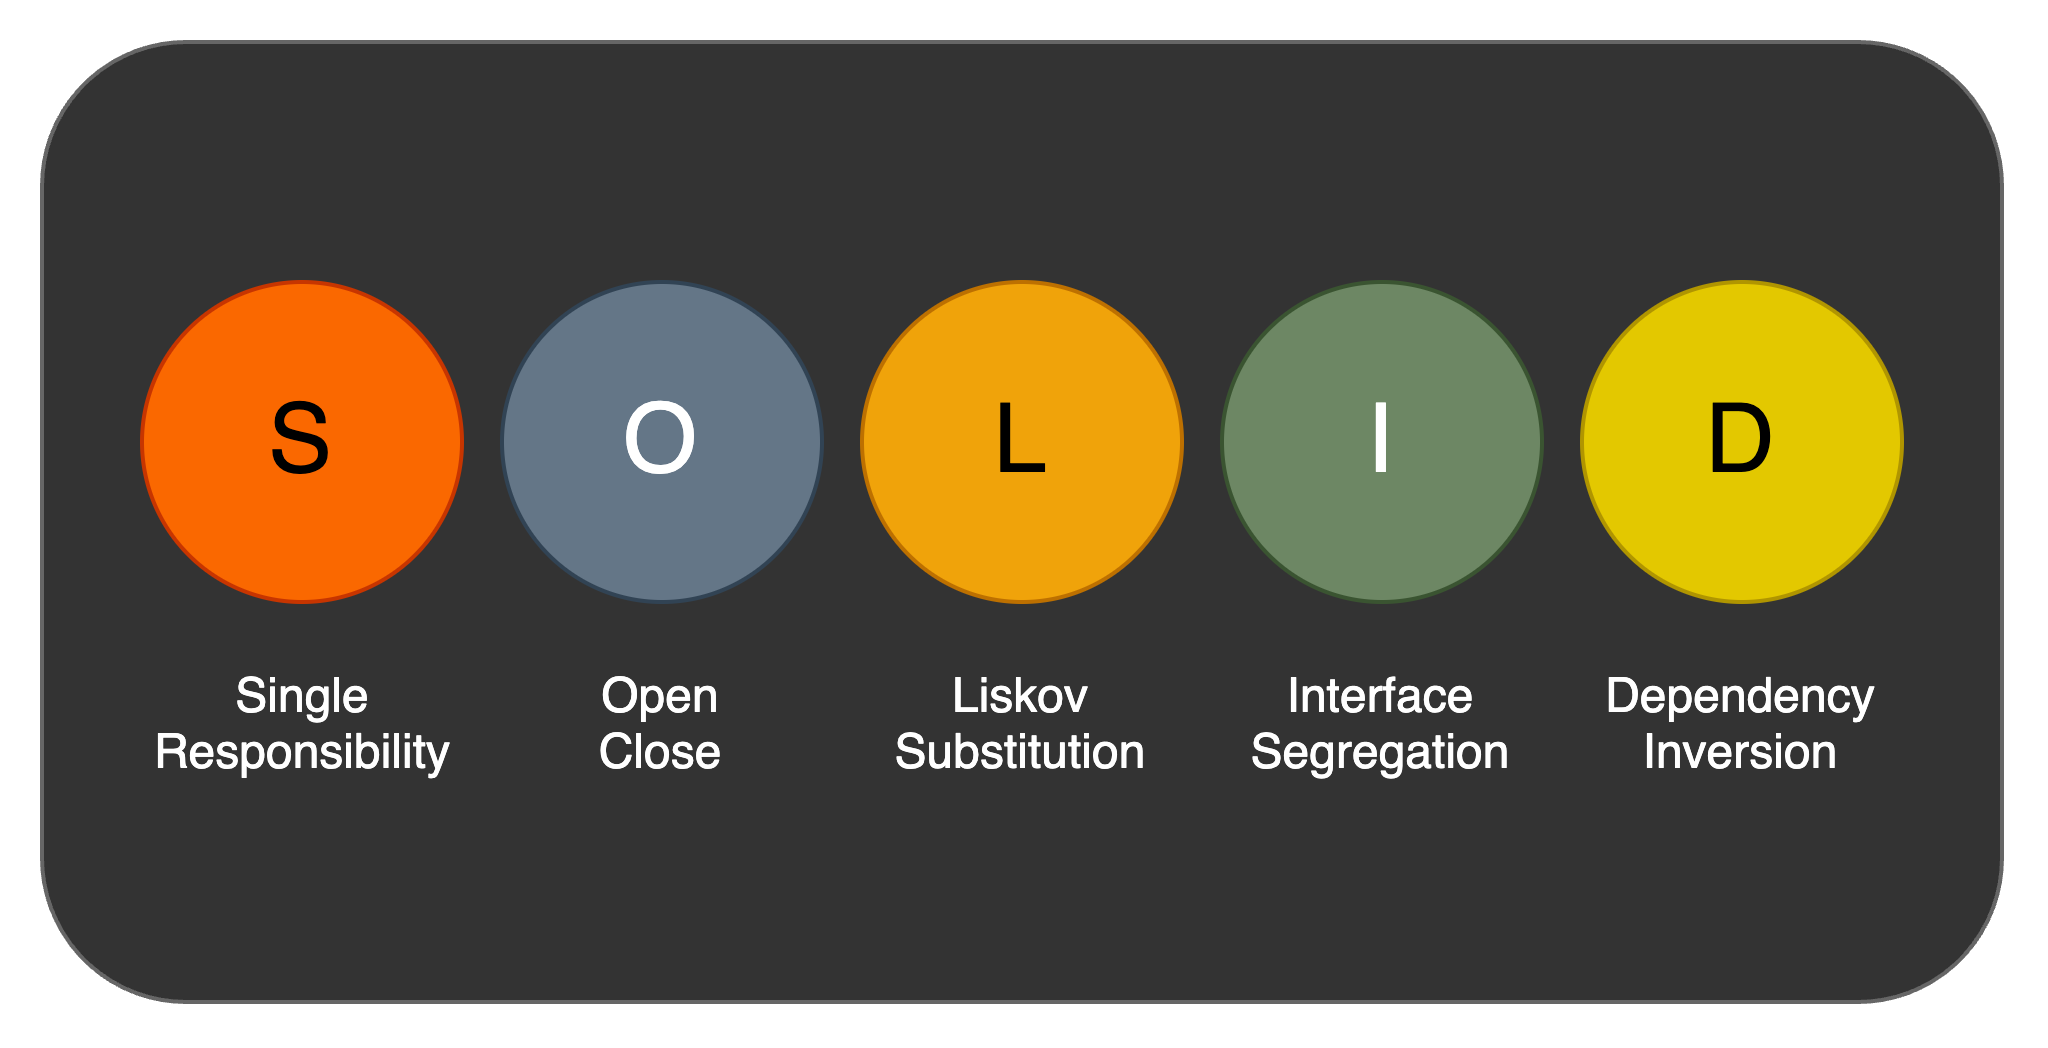 S
O
L
I
D
Single
Responsibility
Open
Close
Liskov
Substitution
Interface
Segregation
Dependency
Inversion